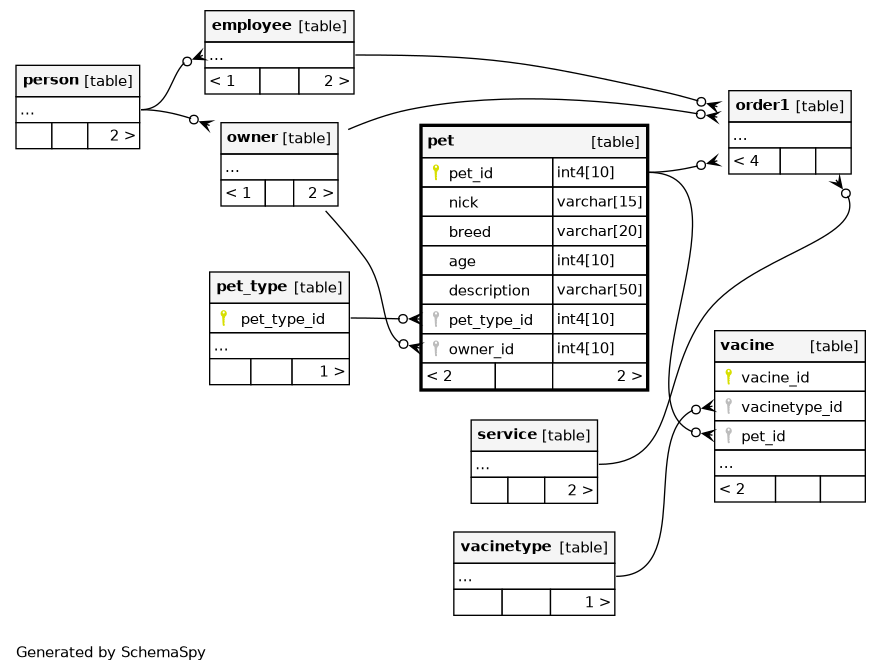 employee [table]
...
< 1 2 >
person [table]
...
2 >
owner [table]
...
< 1 2 >
pet [table]
pet_id int4[10]
nick varchar[15]
breed varchar[20]
age int4[10]
description varchar[50]
pet_type_id int4[10]
owner_id int4[10]
< 2 2 >
order1 [table]
...
< 4
pet_type [table]
pet_type_id
...
1 >
vacine [table]
vacine_id
vacinetype_id
pet_id
...
< 2
service [table]
...
2 >
vacinetype [table]
...
1 >
Generated by SchemaSpy